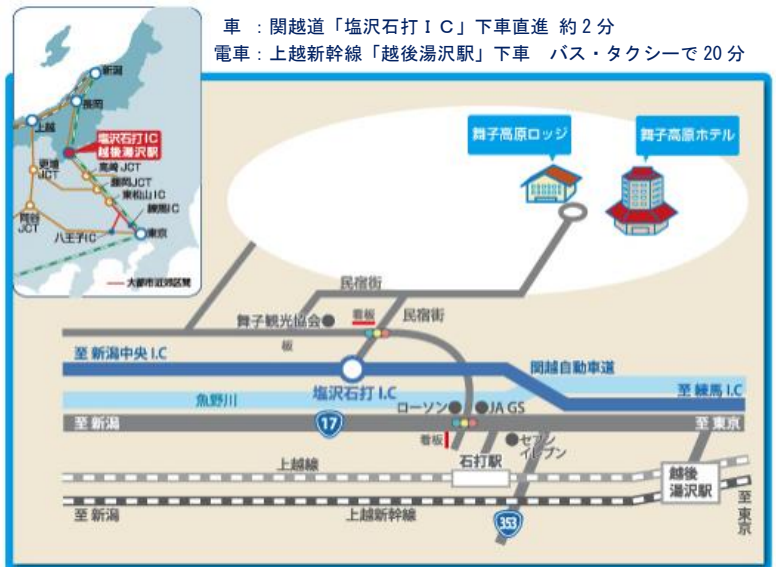 車 :関越道「塩沢石打IC」下車直進 約2分
電車:上越新幹線「越後湯沢駅」下車 バス・タクシーで20分
新潟
長岡
上越
塩沢石打IC
越後湯沢駅
更埴
JCT
高崎JCT
藤岡JCT
東松山IC
練馬IC
岡谷
JCT
八王子IC
東京
大都市近郊区間
舞子高原ロッジ
舞子高原ホテル
民宿街
舞子観光協会
看板
民宿街
板
至 新潟中央 I.C
関越自動車道
塩沢石打 I.C
至 練馬 I.C
魚野川
ローソン
JA GS
至 新潟
17
至 東京
看板
セブン
イレブン
石打駅
上越線
越後
湯沢駅
至 新潟
上越新幹線
353
至東京